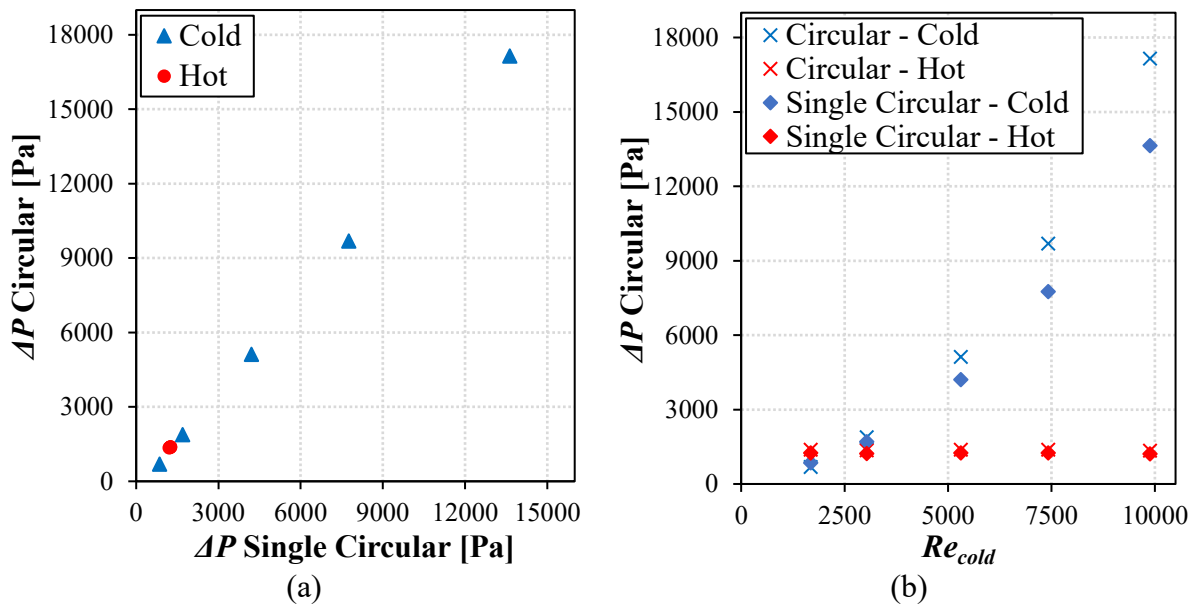 Cold
Hot
18000
15000
12000
9000
6000
3000
0
0 3000 6000 9000 12000 15000
ΔP Circular [Pa]
ΔP Single Circular [Pa]
(a)
Circular - Cold
Circular - Hot
Single Circular - Cold
Single Circular - Hot
18000
15000
12000
9000
6000
3000
0
0 2500 5000 7500 10000
ΔP Circular [Pa]
Re_cold
(b)